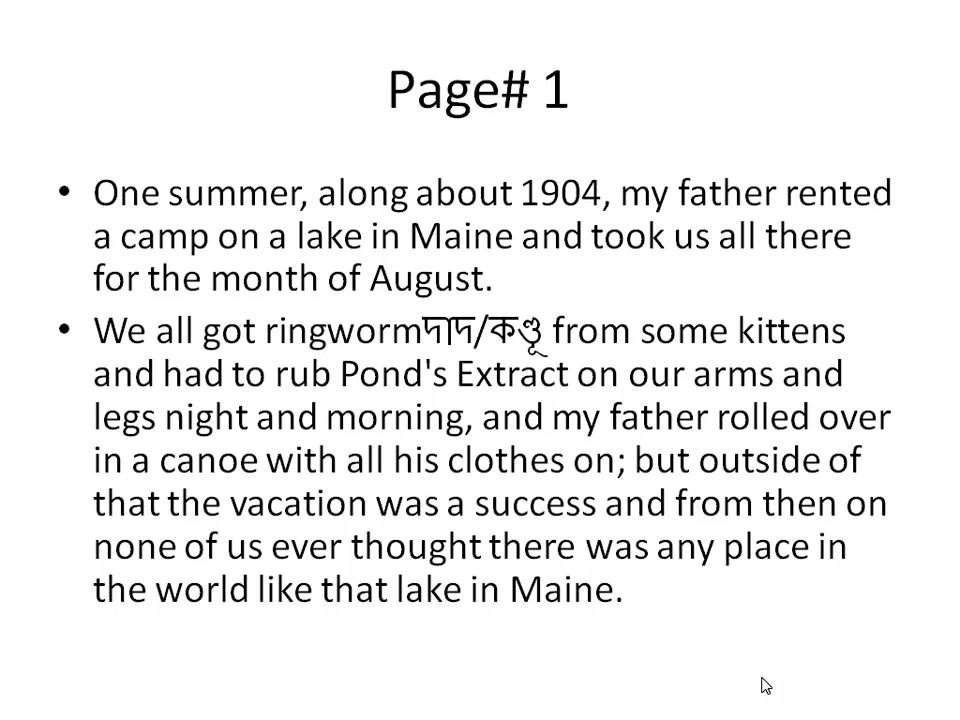 Page# 1
• One summer, along about 1904, my father rented
a camp on a lake in Maine and took us all there
for the month of August.
• We all got ringwormদাদ/কণ্ডূ from some kittens
and had to rub Pond's Extract on our arms and
legs night and morning, and my father rolled over
in a canoe with all his clothes on; but outside of
that the vacation was a success and from then on
none of us ever thought there was any place in
the world like that lake in Maine.